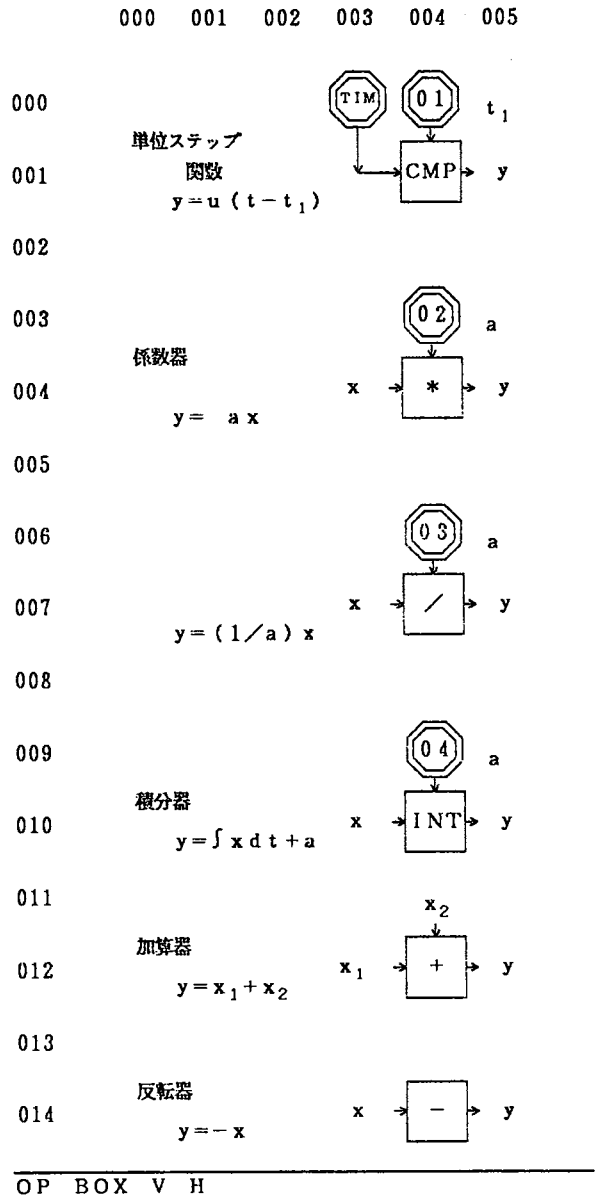 000 001 002 003 004 005
000 TIM 01 t₁
単位ステップ
関数
001 CMP y
y=u(t-t₁)
002
003 02 a
係数器
004 x * y
y= ax
005
006 03 a
007 x / y
y=(1/a)x
008
009 04 a
積分器
010 x INT y
y=∫xdt+a
011 x₂
加算器
012 x₁ + y
y=x₁+x₂
013
反転器
014 x - y
y=-x
OP BOX V H